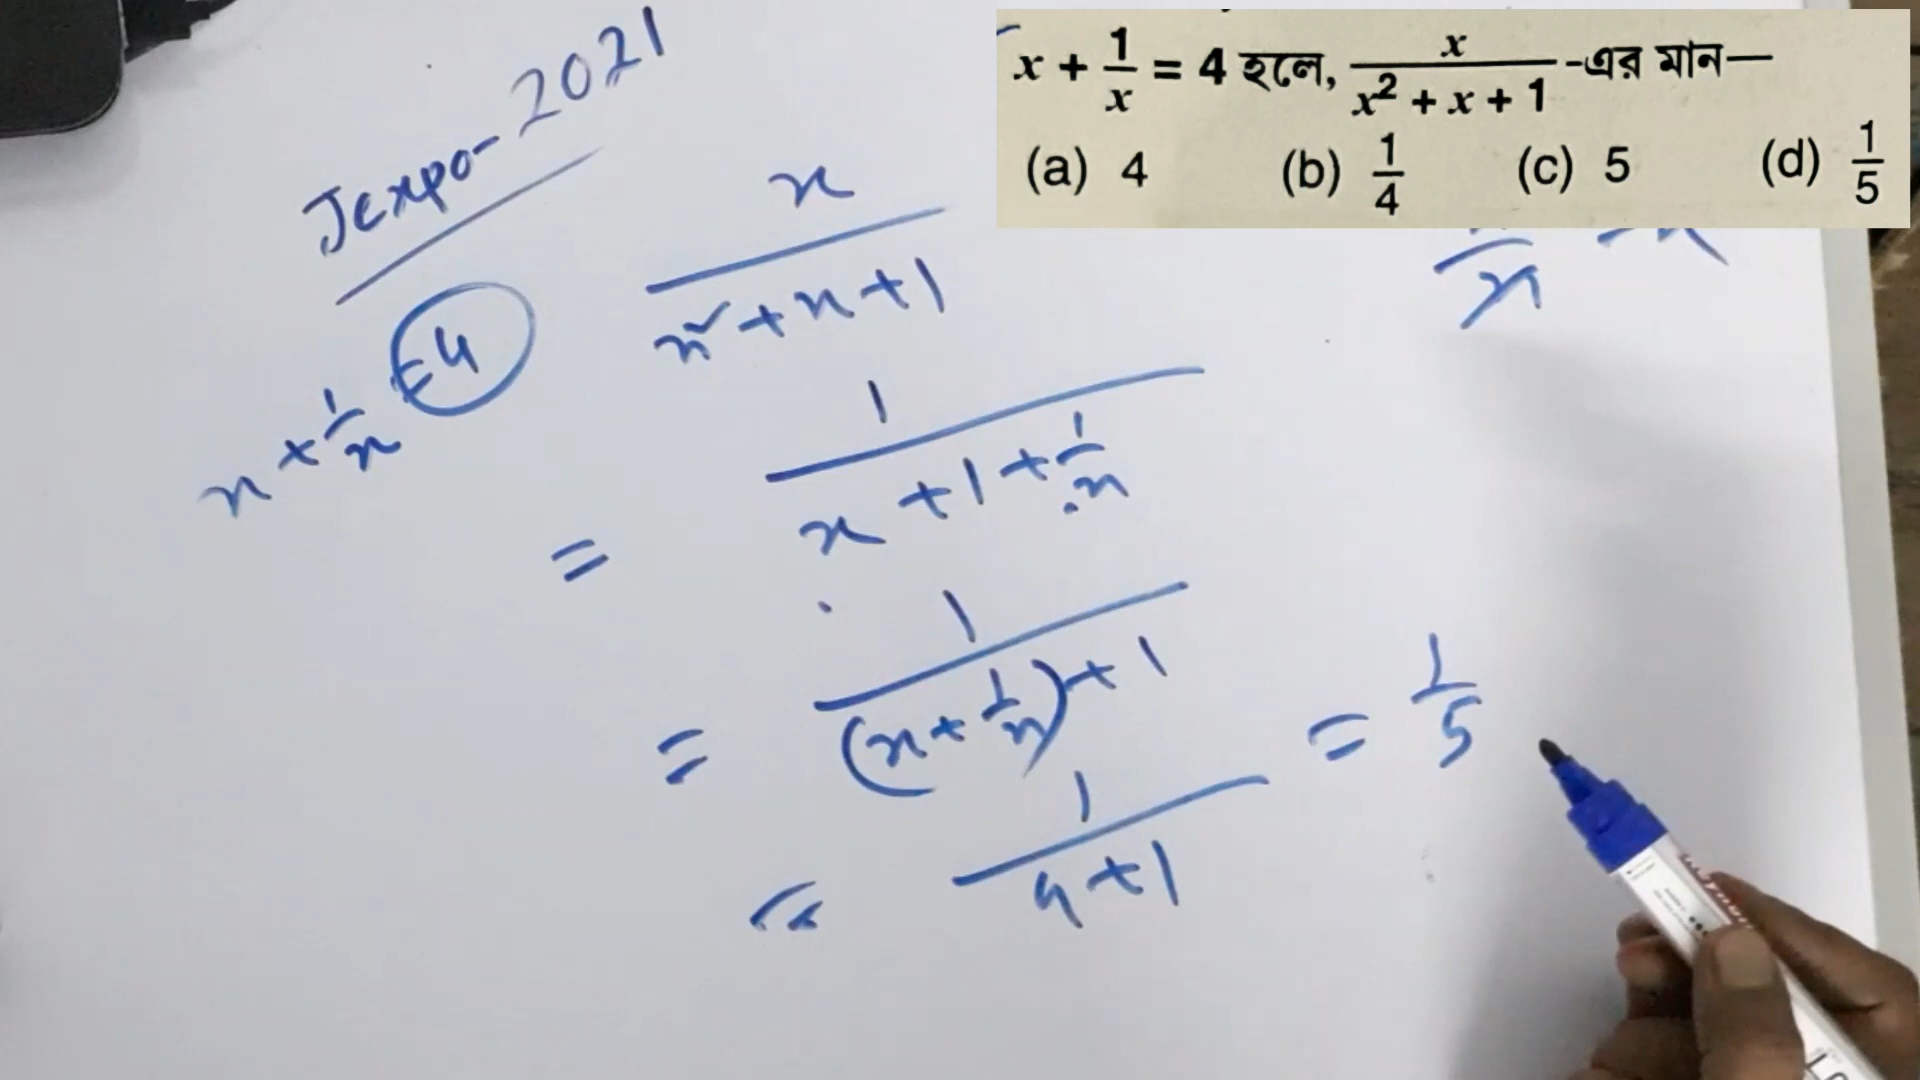 x + 1/x = 4 হলে, x/(x² + x + 1) -এর মান—
(a) 4 (b) 1/4 (c) 5 (d) 1/5
Jexpo-2021
x + 1/x = 4
x/(x² + x + 1)
= 1/(x + 1 + 1/x)
= 1/((x + 1/x) + 1)
= 1/(4 + 1) = 1/5